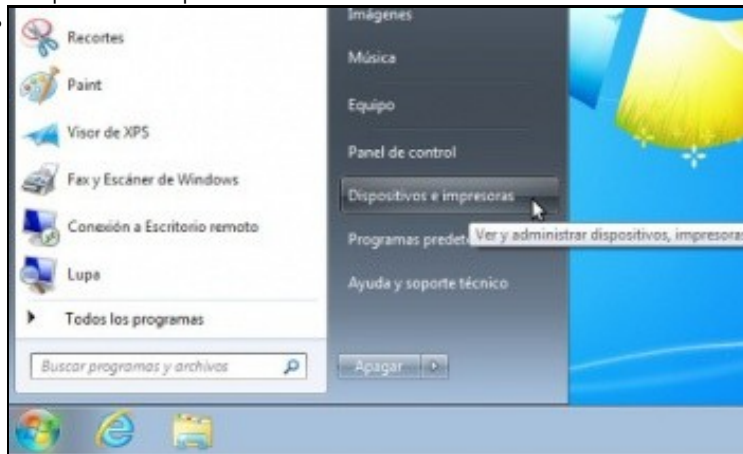 Recortes
Paint
Visor de XPS
Fax y Escáner de Windows
Conexión a Escritorio remoto
Lupa
Todos los programas
Buscar programas y archivos
Imágenes
Música
Equipo
Panel de control
Dispositivos e impresoras
Ver y administrar dispositivos, impresoras
Programas predet
Ayuda y soporte técnico
Apagar